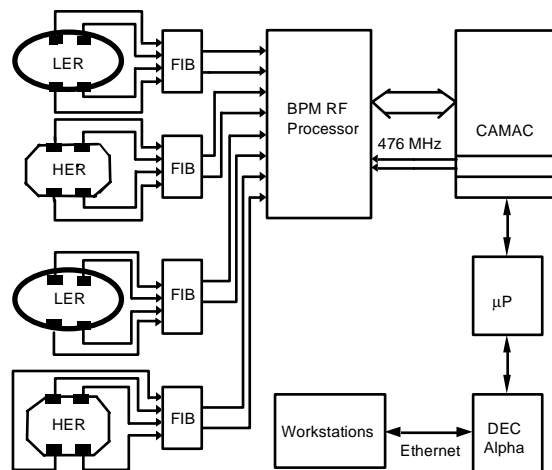 LER
FIB
HER
FIB
LER
FIB
HER
FIB
BPM RF
Processor
476 MHz
CAMAC
μP
DEC
Alpha
Ethernet
Workstations